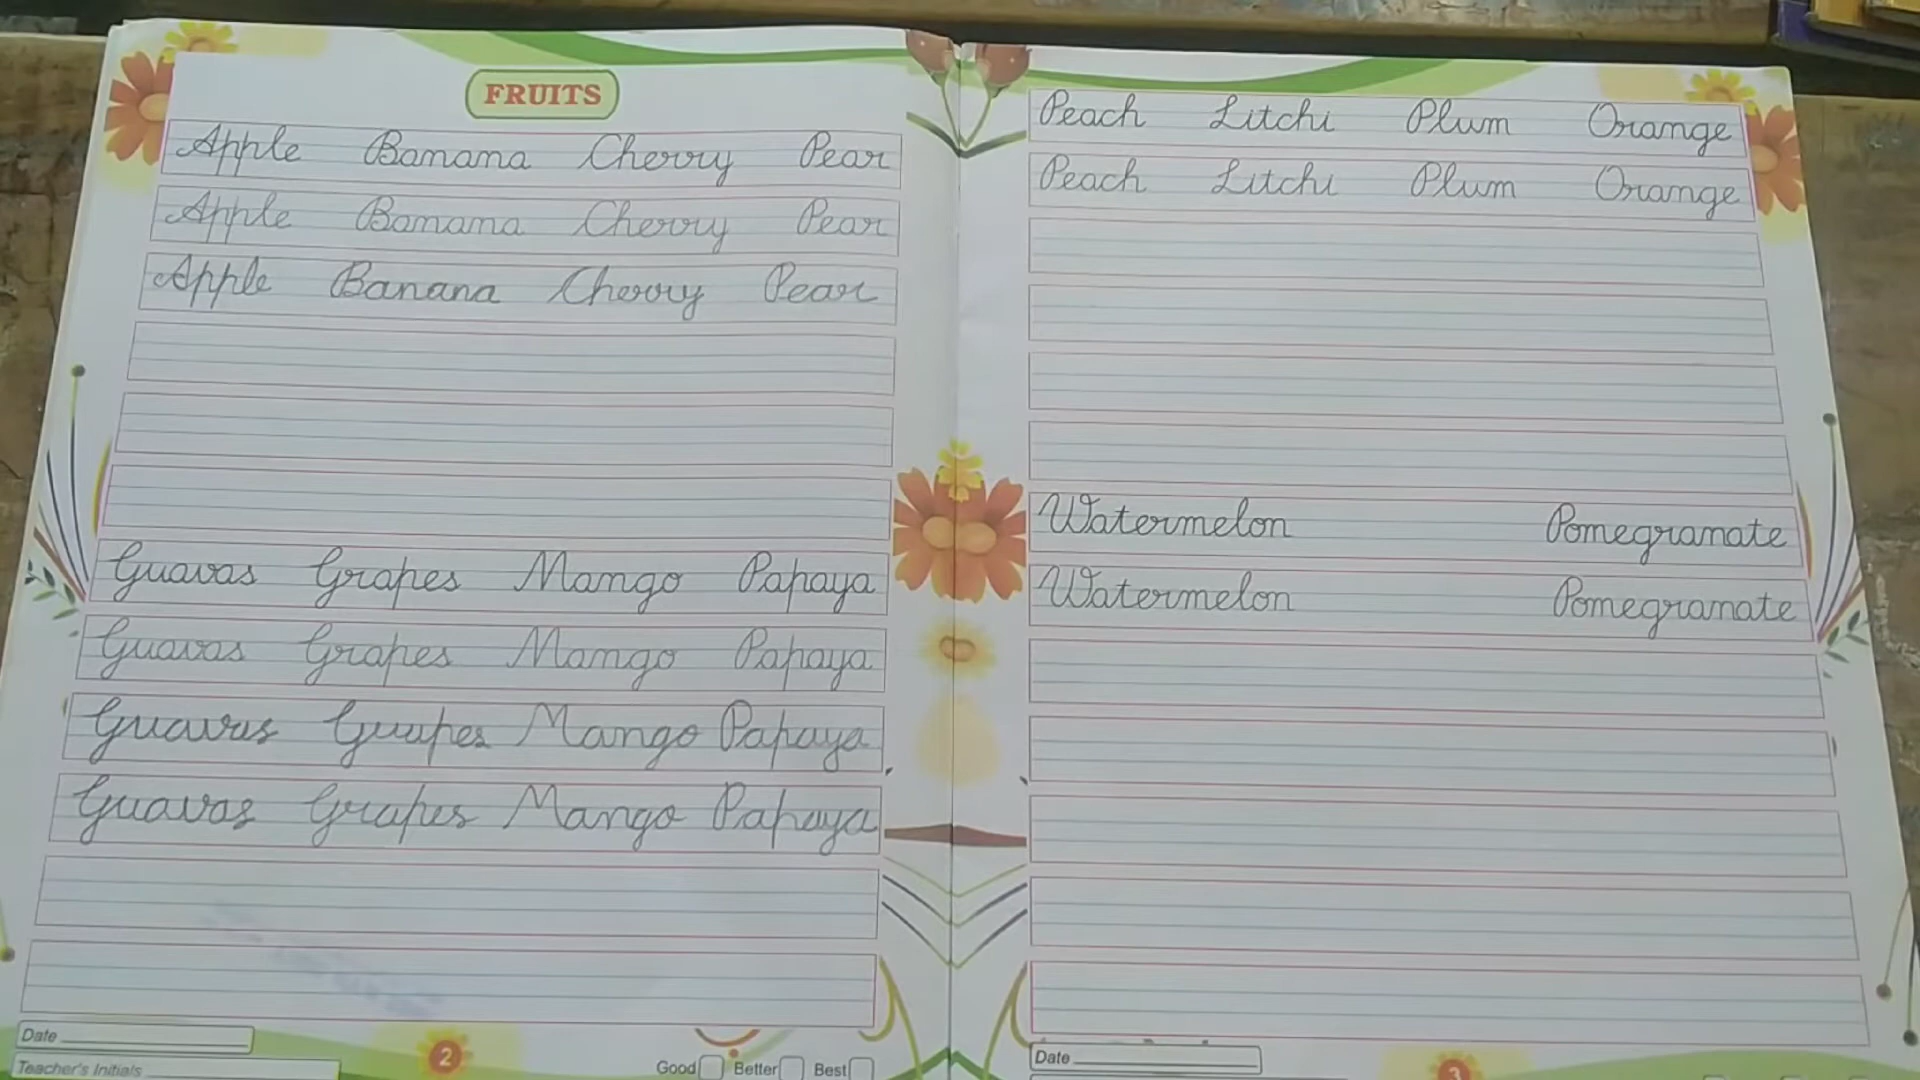 FRUITS
Apple Banana Cherry Pear
Apple Banana Cherry Pear
Apple Banana Cherry Pear
Guavas Grapes Mango Papaya
Guavas Grapes Mango Papaya
Guavas Grapes Mango Papaya
Guavas Grapes Mango Papaya
Date
Teacher's Initials
2
Good Better Best
Peach Litchi Plum Orange
Peach Litchi Plum Orange
Watermelon Pomegranate
Watermelon Pomegranate
Date
3